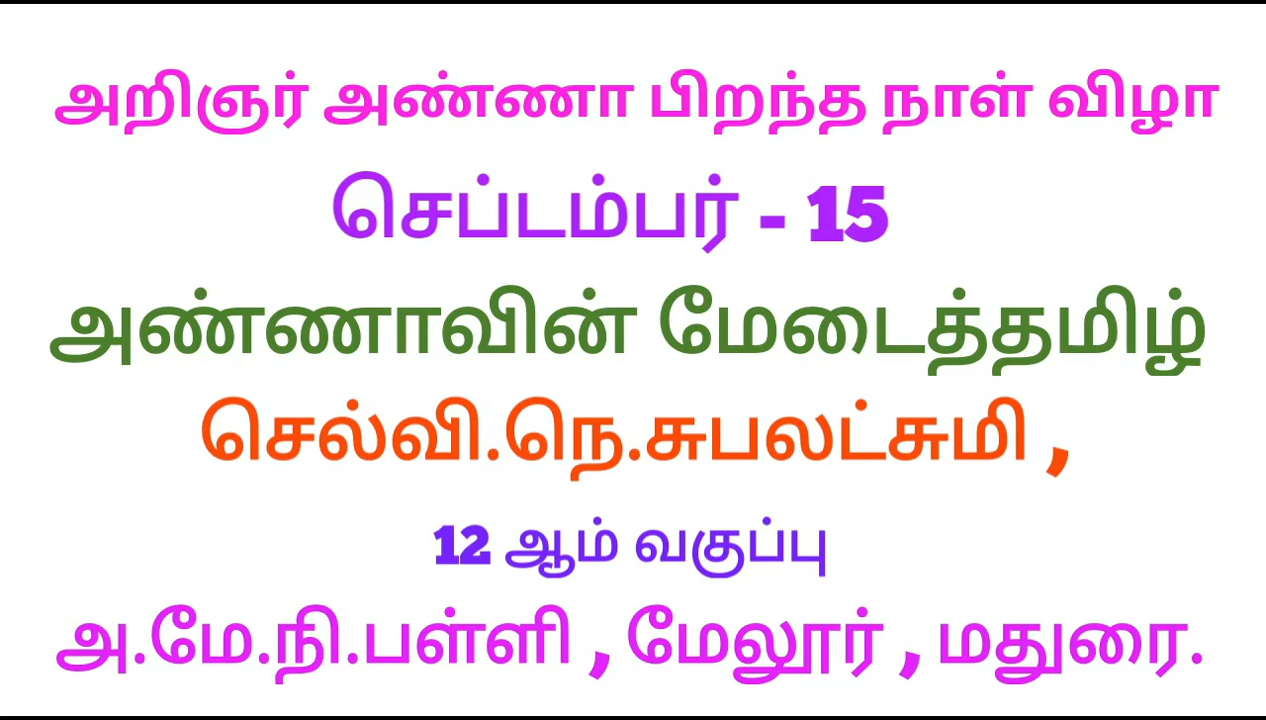 அறிஞர் அண்ணா பிறந்த நாள் விழா
செப்டம்பர் - 15
அண்ணாவின் மேடைத்தமிழ்
செல்வி.நெ.சுபலட்சுமி ,
12 ஆம் வகுப்பு
அ.மே.நி.பள்ளி , மேலூர் , மதுரை.